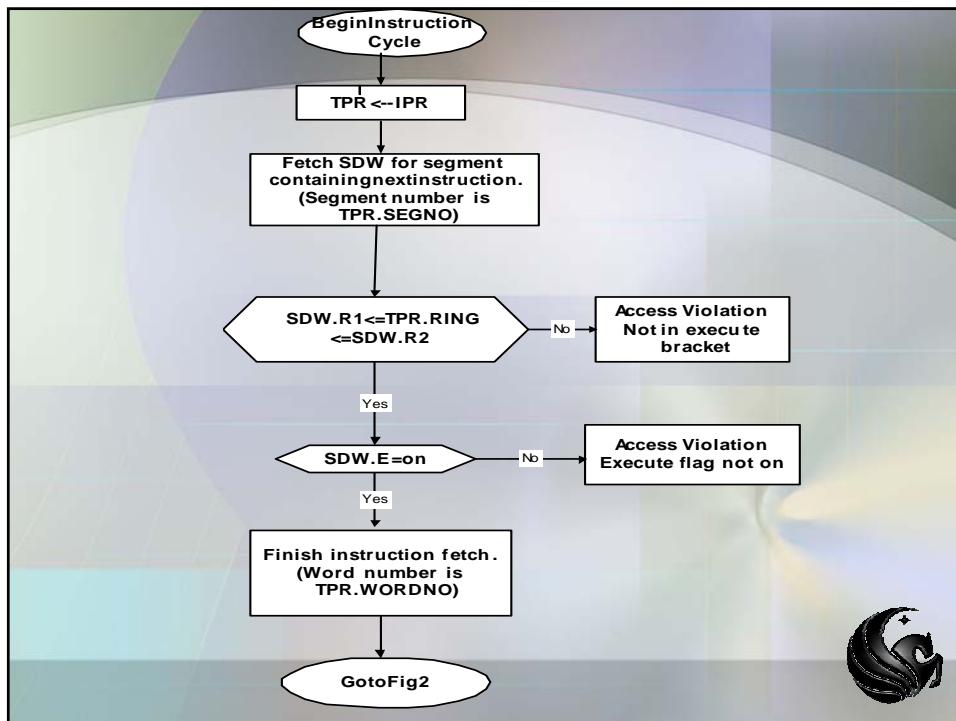 BeginInstruction
Cycle
TPR <--IPR
Fetch SDW for segment
containingnextinstruction.
(Segment number is
TPR.SEGNO)
SDW.R1<=TPR.RING
<=SDW.R2
No
Access Violation
Not in execute
bracket
Yes
SDW.E=on
No
Access Violation
Execute flag not on
Yes
Finish instruction fetch.
(Word number is
TPR.WORDNO)
GotoFig2